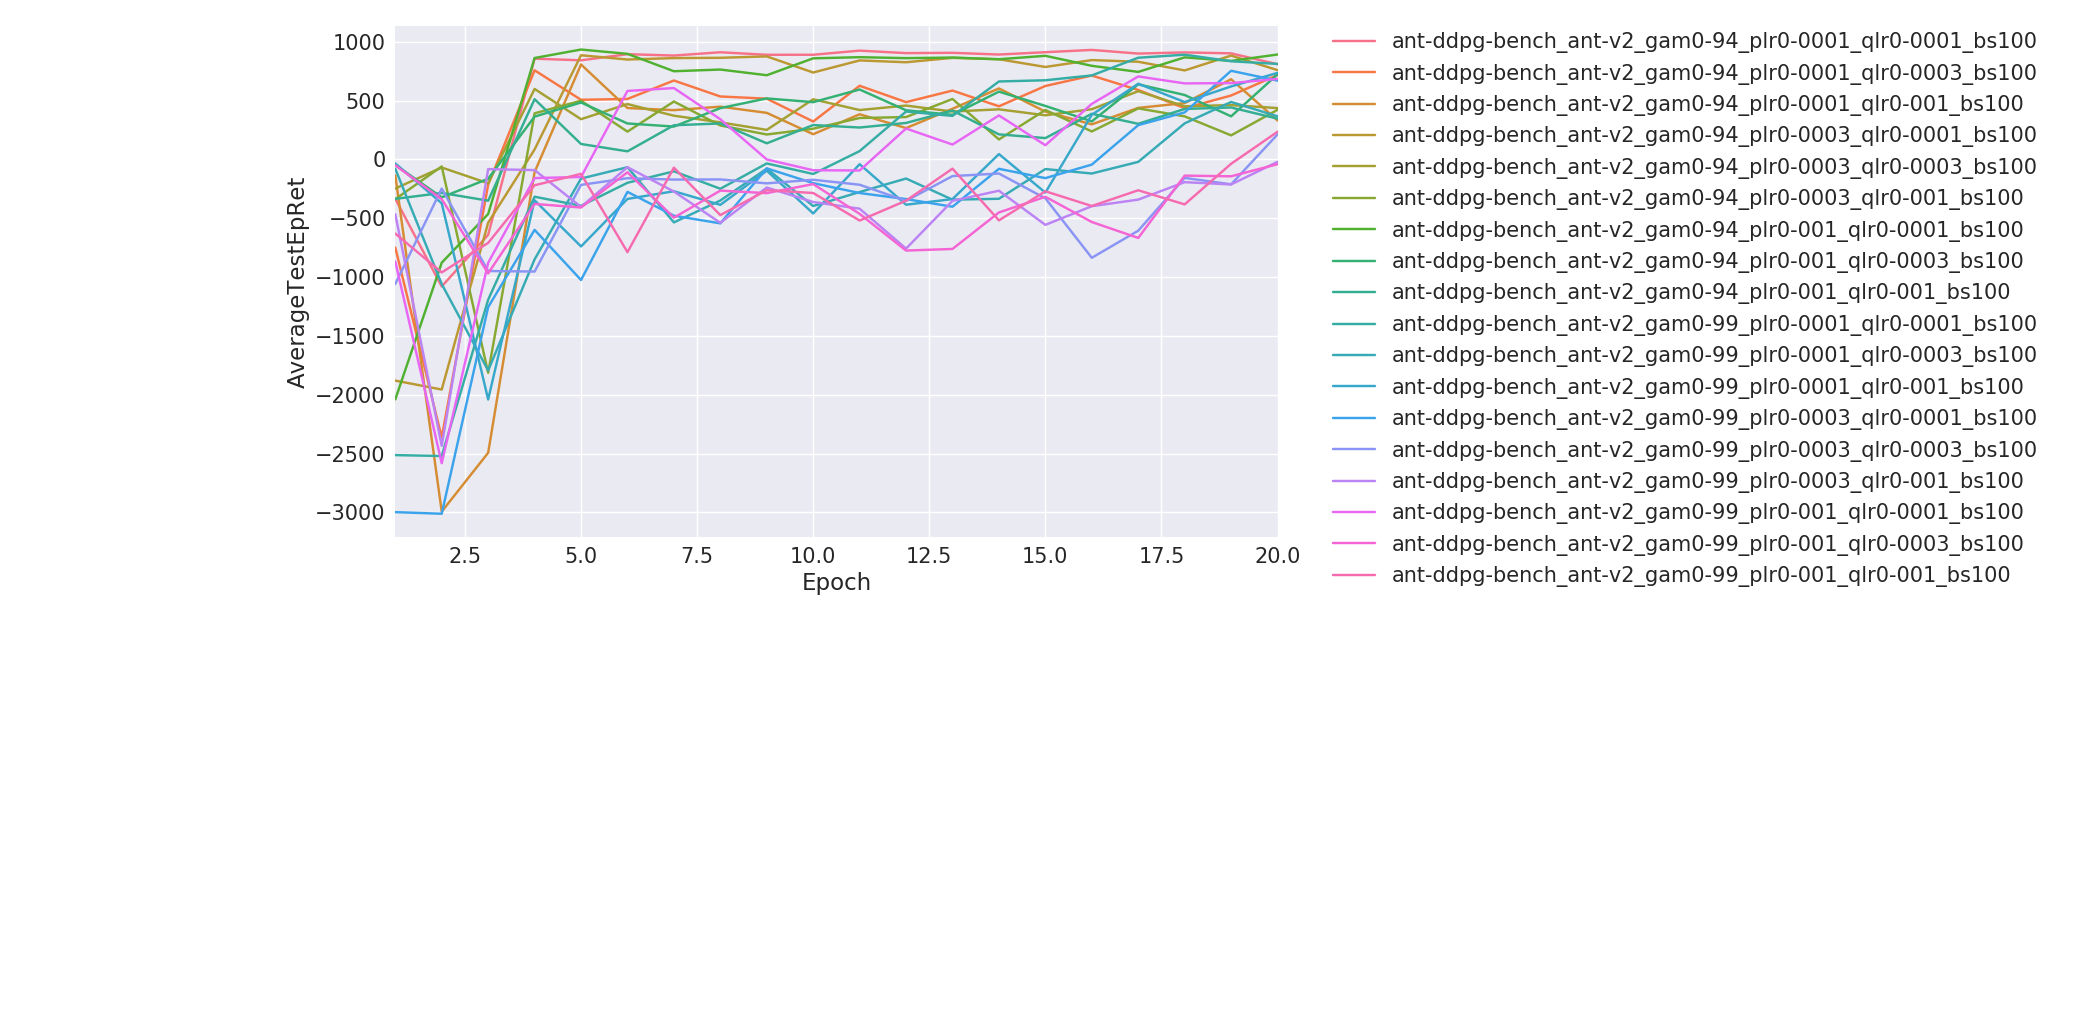 1000
500
0
−500
−1000
−1500
−2000
−2500
−3000
AverageTestEpRet
2.5 5.0 7.5 10.0 12.5 15.0 17.5 20.0
Epoch
ant-ddpg-bench_ant-v2_gam0-94_plr0-0001_qlr0-0001_bs100
ant-ddpg-bench_ant-v2_gam0-94_plr0-0001_qlr0-0003_bs100
ant-ddpg-bench_ant-v2_gam0-94_plr0-0001_qlr0-001_bs100
ant-ddpg-bench_ant-v2_gam0-94_plr0-0003_qlr0-0001_bs100
ant-ddpg-bench_ant-v2_gam0-94_plr0-0003_qlr0-0003_bs100
ant-ddpg-bench_ant-v2_gam0-94_plr0-0003_qlr0-001_bs100
ant-ddpg-bench_ant-v2_gam0-94_plr0-001_qlr0-0001_bs100
ant-ddpg-bench_ant-v2_gam0-94_plr0-001_qlr0-0003_bs100
ant-ddpg-bench_ant-v2_gam0-94_plr0-001_qlr0-001_bs100
ant-ddpg-bench_ant-v2_gam0-99_plr0-0001_qlr0-0001_bs100
ant-ddpg-bench_ant-v2_gam0-99_plr0-0001_qlr0-0003_bs100
ant-ddpg-bench_ant-v2_gam0-99_plr0-0001_qlr0-001_bs100
ant-ddpg-bench_ant-v2_gam0-99_plr0-0003_qlr0-0001_bs100
ant-ddpg-bench_ant-v2_gam0-99_plr0-0003_qlr0-0003_bs100
ant-ddpg-bench_ant-v2_gam0-99_plr0-0003_qlr0-001_bs100
ant-ddpg-bench_ant-v2_gam0-99_plr0-001_qlr0-0001_bs100
ant-ddpg-bench_ant-v2_gam0-99_plr0-001_qlr0-0003_bs100
ant-ddpg-bench_ant-v2_gam0-99_plr0-001_qlr0-001_bs100